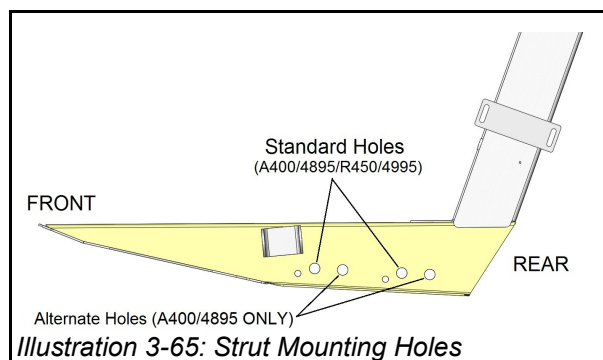 Standard Holes
(A400/4895/R450/4995)
FRONT
REAR
Alternate Holes (A400/4895 ONLY)
Illustration 3-65: Strut Mounting Holes